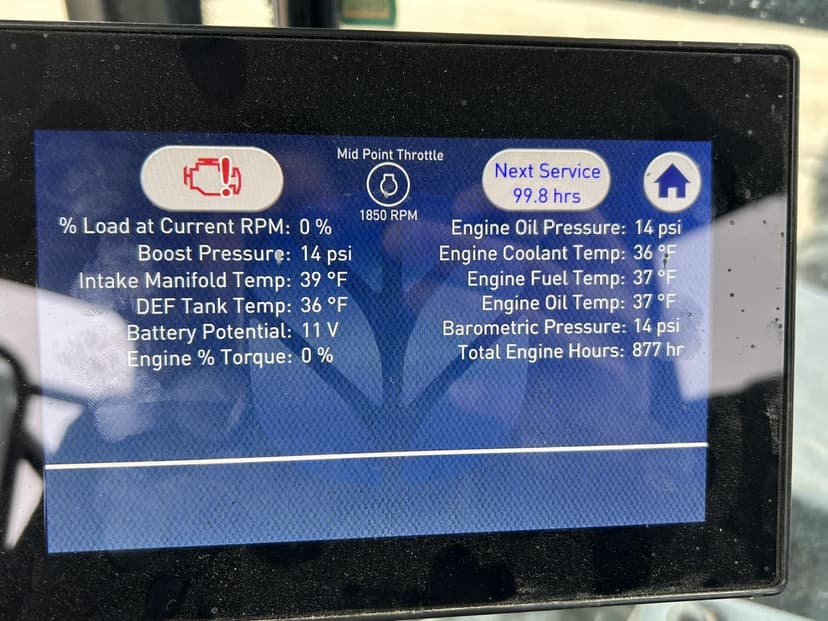 Mid Point Throttle
1850 RPM
Next Service
99.8 hrs
% Load at Current RPM: 0 %
Boost Pressure: 14 psi
Intake Manifold Temp: 39 °F
DEF Tank Temp: 36 °F
Battery Potential: 11 V
Engine % Torque: 0 %
Engine Oil Pressure: 14 psi
Engine Coolant Temp: 36 °F
Engine Fuel Temp: 37 °F
Engine Oil Temp: 37 °F
Barometric Pressure: 14 psi
Total Engine Hours: 877 hr